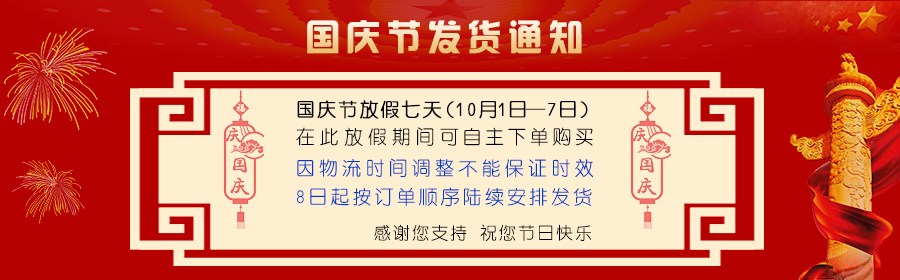 国庆节发货通知
国庆节放假七天(10月1日—7日)
在此放假期间可自主下单购买
因物流时间调整不能保证时效
8日起按订单顺序陆续安排发货
感谢您支持 祝您节日快乐
福
庆
国
庆
福
庆
国
庆